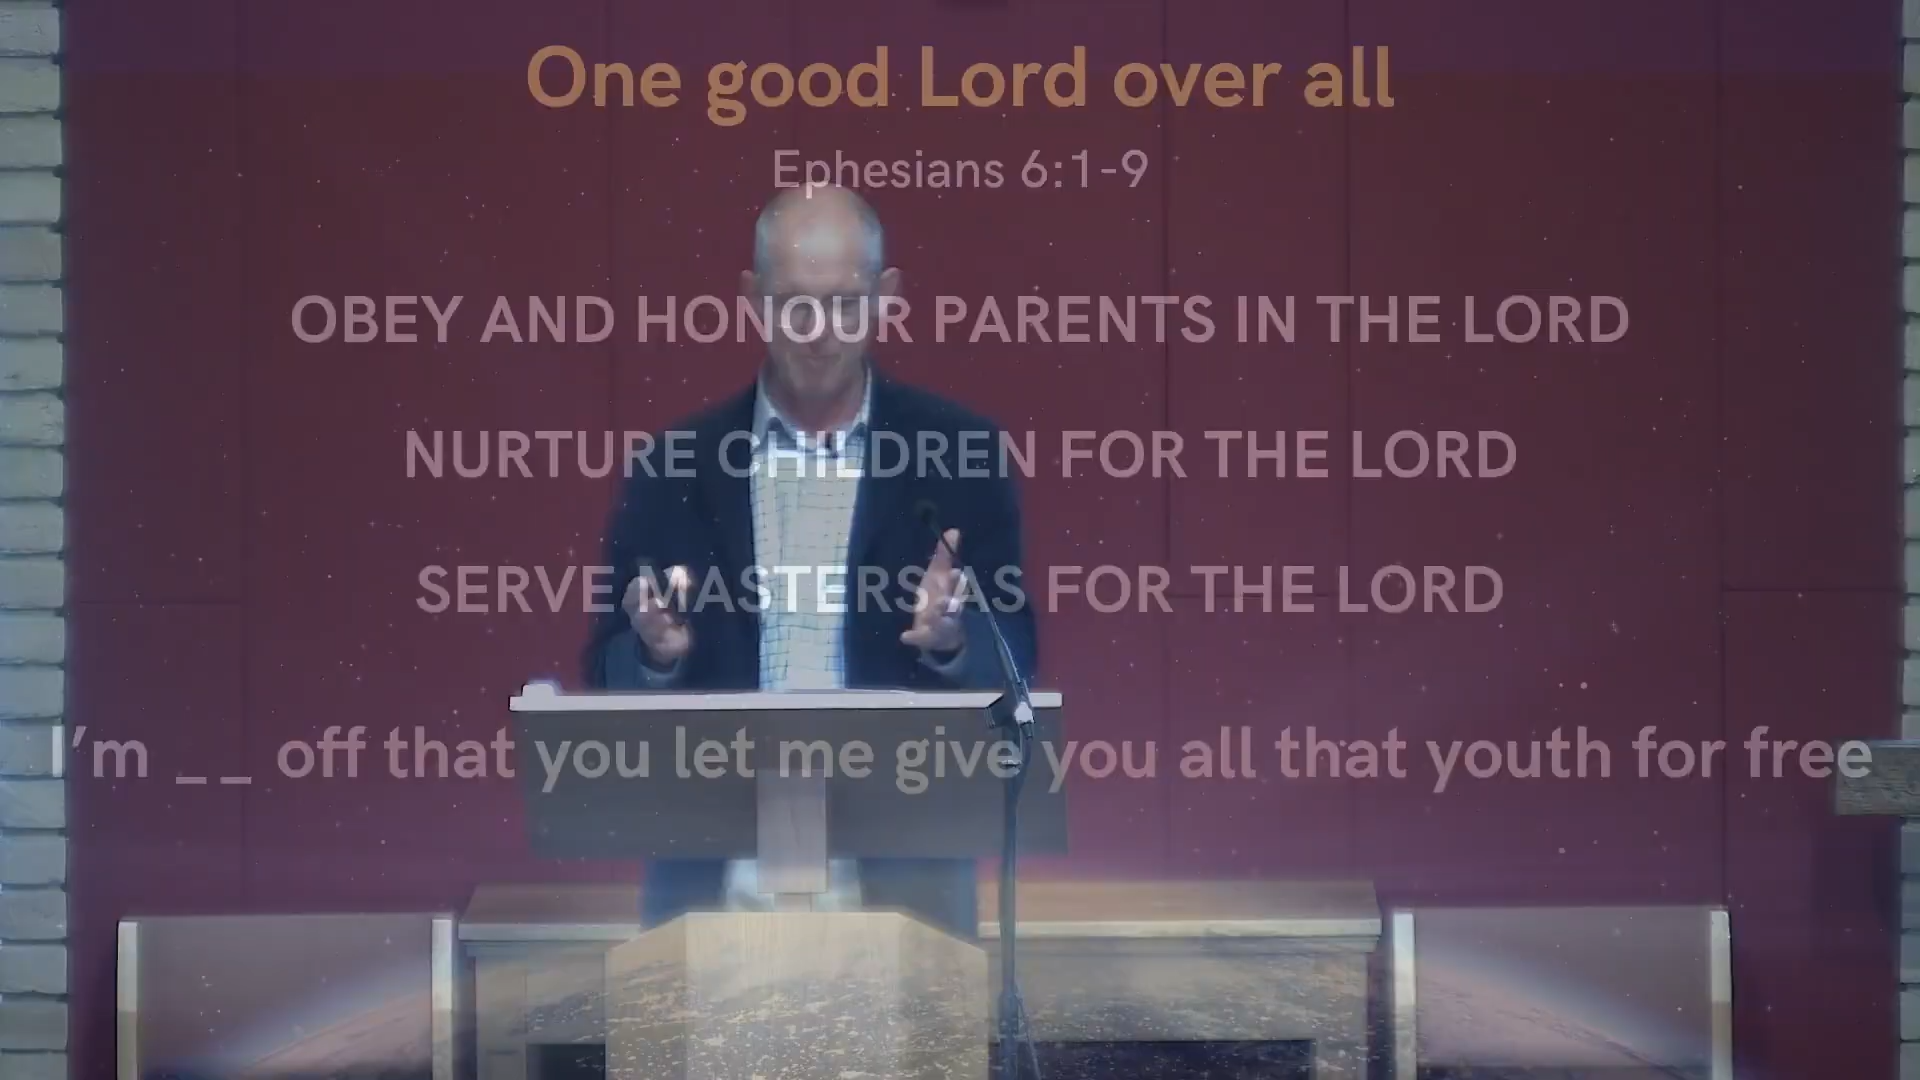 One good Lord over all
Ephesians 6:1-9
OBEY AND HONOUR PARENTS IN THE LORD
NURTURE CHILDREN FOR THE LORD
SERVE MASTERS AS FOR THE LORD
I'm _ _ off that you let me give you all that youth for free